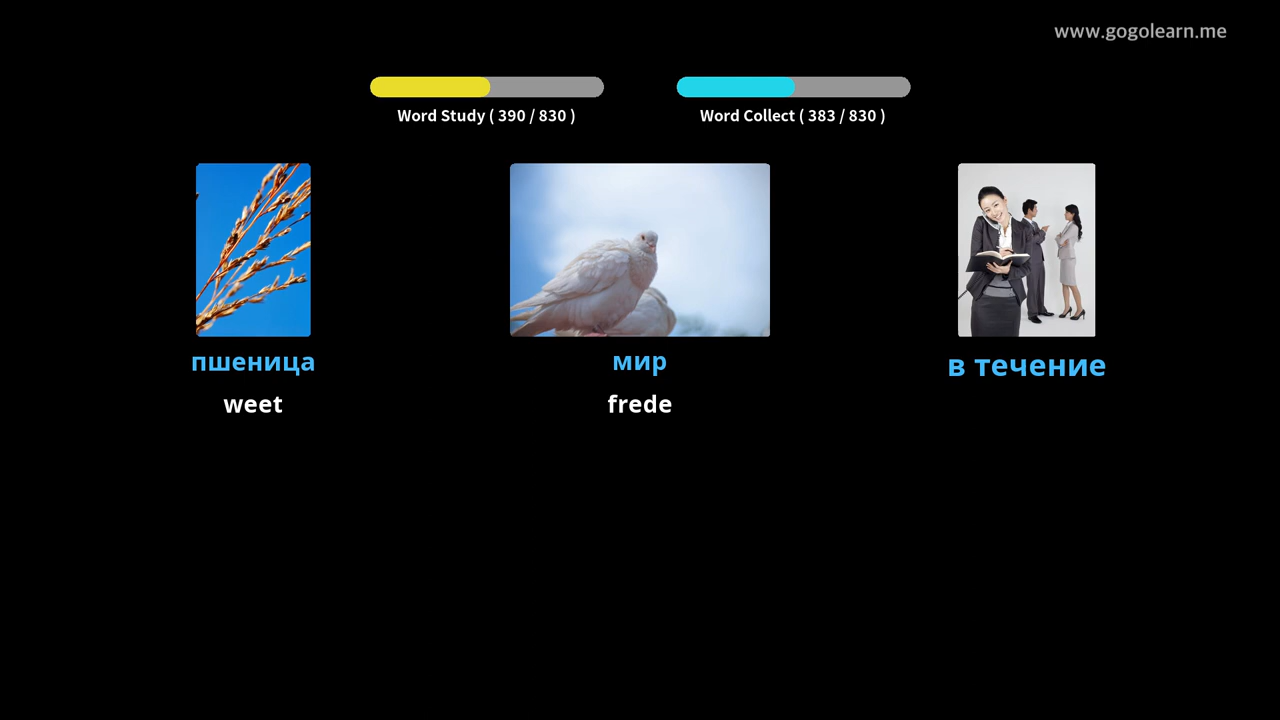 www.gogolearn.me
Word Study ( 390 / 830 )
Word Collect ( 383 / 830 )
пшеница
мир
в течение
weet
frede